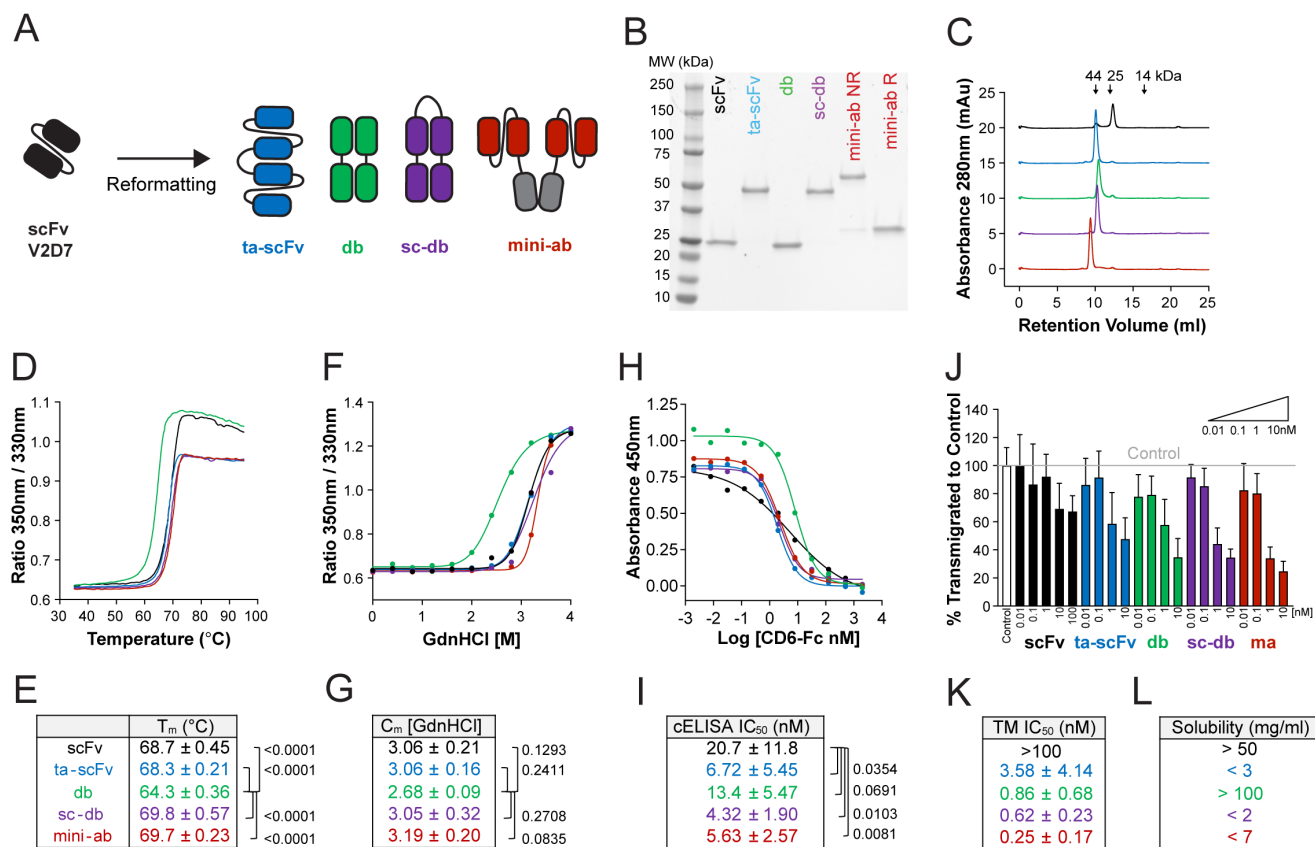 A
scFv
V2D7
Reformatting
ta-scFv
db
sc-db
mini-ab
B
MW (kDa)
250
150
100
75
50
37
25
20
15
10
scFv
ta-scFv
db
sc-db
mini-ab NR
mini-ab R
C
44 25 14 kDa
Absorbance 280nm (mAu)
20
15
10
5
0
0 5 10 15 20 25
Retention Volume (ml)
D
Ratio 350nm / 330nm
1.1
1.0
0.9
0.8
0.7
0.6
40 50 60 70 80 90 100
Temperature (°C)
F
Ratio 350nm / 330nm
1.4
1.2
1.0
0.8
0.6
0 1 2 3 4
GdnHCl [M]
H
Absorbance 450nm
1.25
1.00
0.75
0.50
0.25
0.00
-3 -2 -1 0 1 2 3 4
Log [CD6-Fc nM]
J
% Transmigrated to Control
140
120
100
80
60
40
20
0
0.01 0.1 1 10nM
Control
Control
0.01 0.1 1 10 100
0.01 0.1 1 10
0.01 0.1 1 10
0.01 0.1 1 10
0.01 0.1 1 10
[nM]
scFv ta-scFv db sc-db ma
E
Tm (°C)
scFv 68.7 ± 0.45
ta-scFv 68.3 ± 0.21
db 64.3 ± 0.36
sc-db 69.8 ± 0.57
mini-ab 69.7 ± 0.23
<0.0001
<0.0001
<0.0001
<0.0001
G
Cm [GdnHCl]
3.06 ± 0.21
3.06 ± 0.16
2.68 ± 0.09
3.05 ± 0.32
3.19 ± 0.20
0.1293
0.2411
0.2708
0.0835
I
cELISA IC50 (nM)
20.7 ± 11.8
6.72 ± 5.45
13.4 ± 5.47
4.32 ± 1.90
5.63 ± 2.57
0.0354
0.0691
0.0103
0.0081
K
TM IC50 (nM)
>100
3.58 ± 4.14
0.86 ± 0.68
0.62 ± 0.23
0.25 ± 0.17
L
Solubility (mg/ml)
> 50
< 3
> 100
< 2
< 7